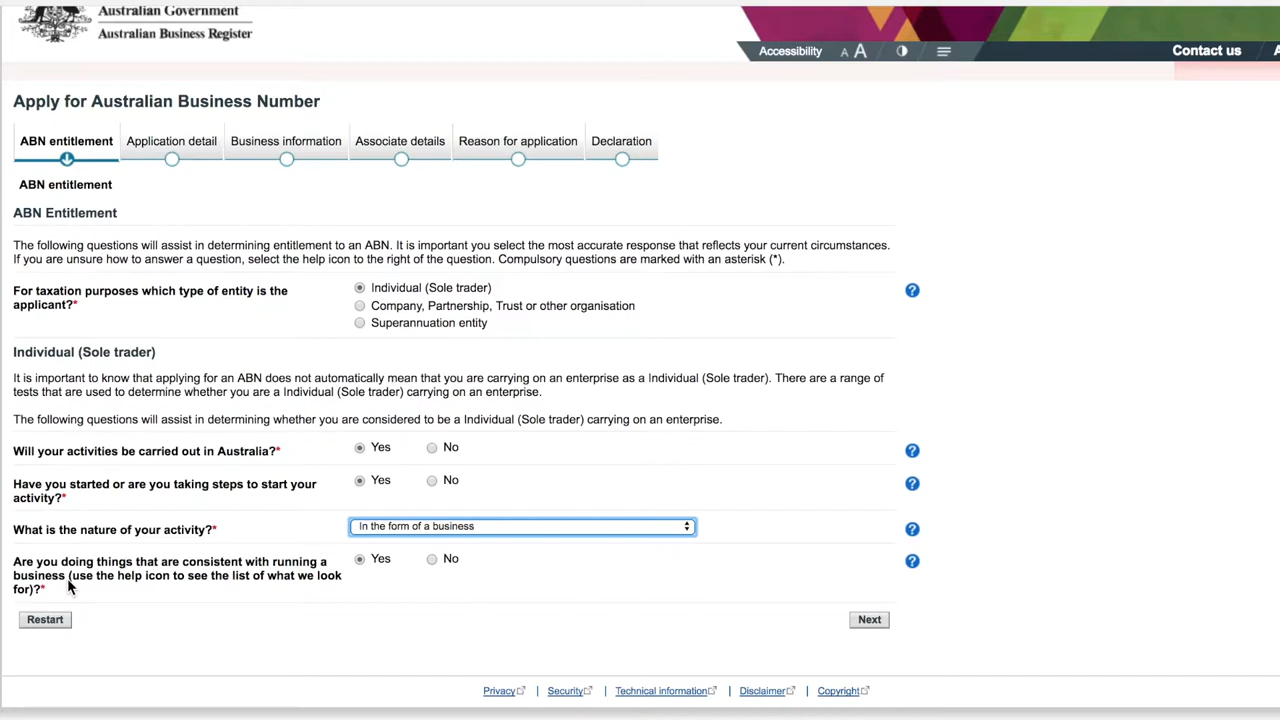 Australian Government
Australian Business Register
Accessibility A A
Contact us
Apply for Australian Business Number
ABN entitlement Application detail Business information Associate details Reason for application Declaration
ABN entitlement
ABN Entitlement
The following questions will assist in determining entitlement to an ABN. It is important you select the most accurate response that reflects your current circumstances.
If you are unsure how to answer a question, select the help icon to the right of the question. Compulsory questions are marked with an asterisk (*).
For taxation purposes which type of entity is the
applicant?*
Individual (Sole trader)
Company, Partnership, Trust or other organisation
Superannuation entity
Individual (Sole trader)
It is important to know that applying for an ABN does not automatically mean that you are carrying on an enterprise as a Individual (Sole trader). There are a range of
tests that are used to determine whether you are a Individual (Sole trader) carrying on an enterprise.
The following questions will assist in determining whether you are considered to be a Individual (Sole trader) carrying on an enterprise.
Will your activities be carried out in Australia?* Yes No
Have you started or are you taking steps to start your
activity?* Yes No
What is the nature of your activity?* In the form of a business
Are you doing things that are consistent with running a
business (use the help icon to see the list of what we look
for)?* Yes No
Restart Next
Privacy | Security | Technical information | Disclaimer | Copyright